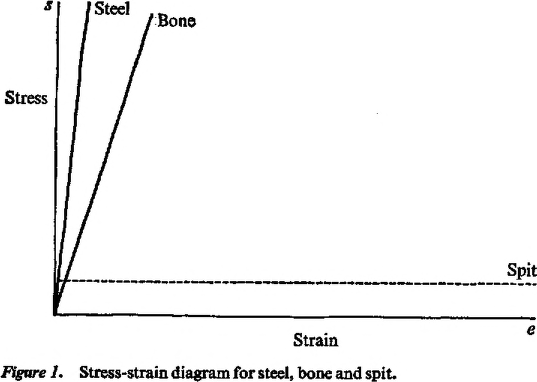 s
Steel
Bone
Stress
Spit
e
Strain
Figure 1. Stress-strain diagram for steel, bone and spit.